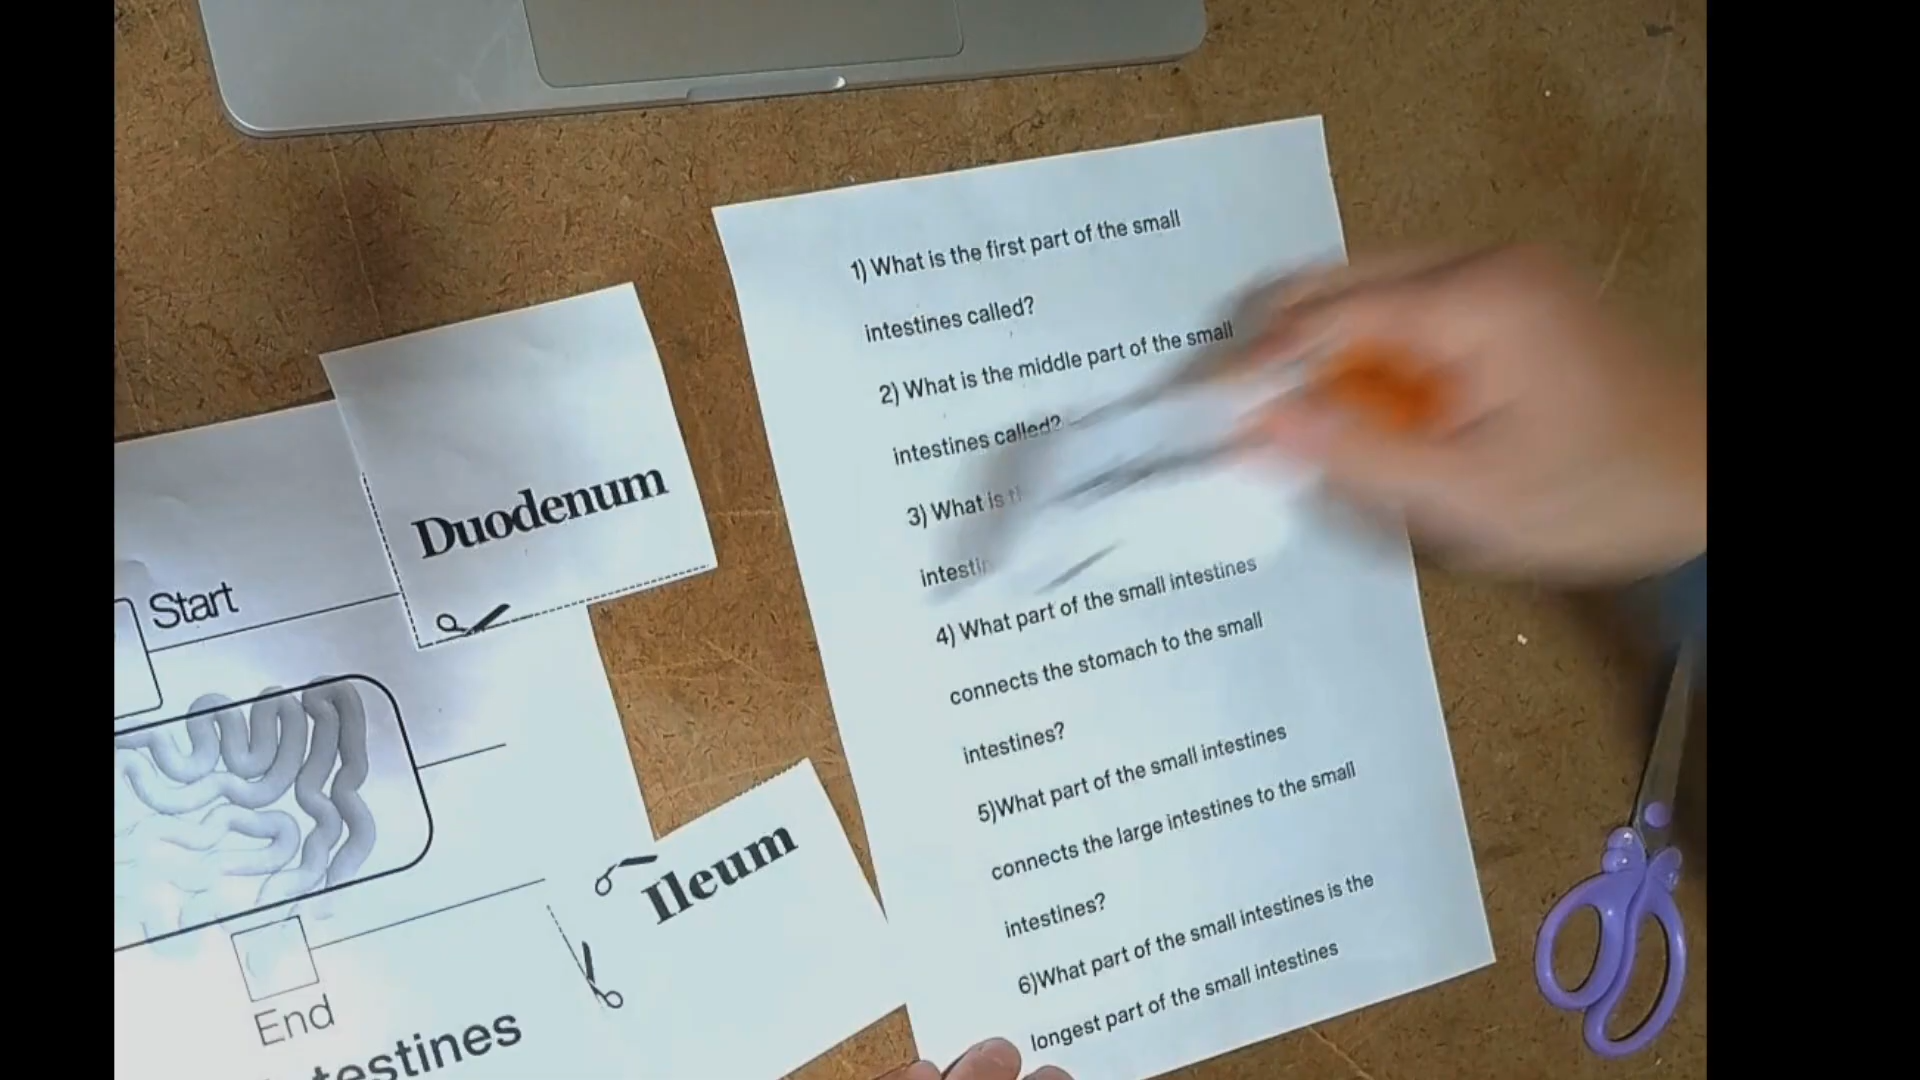 1) What is the first part of the small
intestines called?
2) What is the middle part of the small
intestines called?
3) What is
4) What part of the small intestines
connects the stomach to the small
intestines?
5)What part of the small intestines
connects the large intestines to the small
intestines?
6)What part of the small intestines is the
longest part of the small intestines
Duodenum
Start
Ileum
End